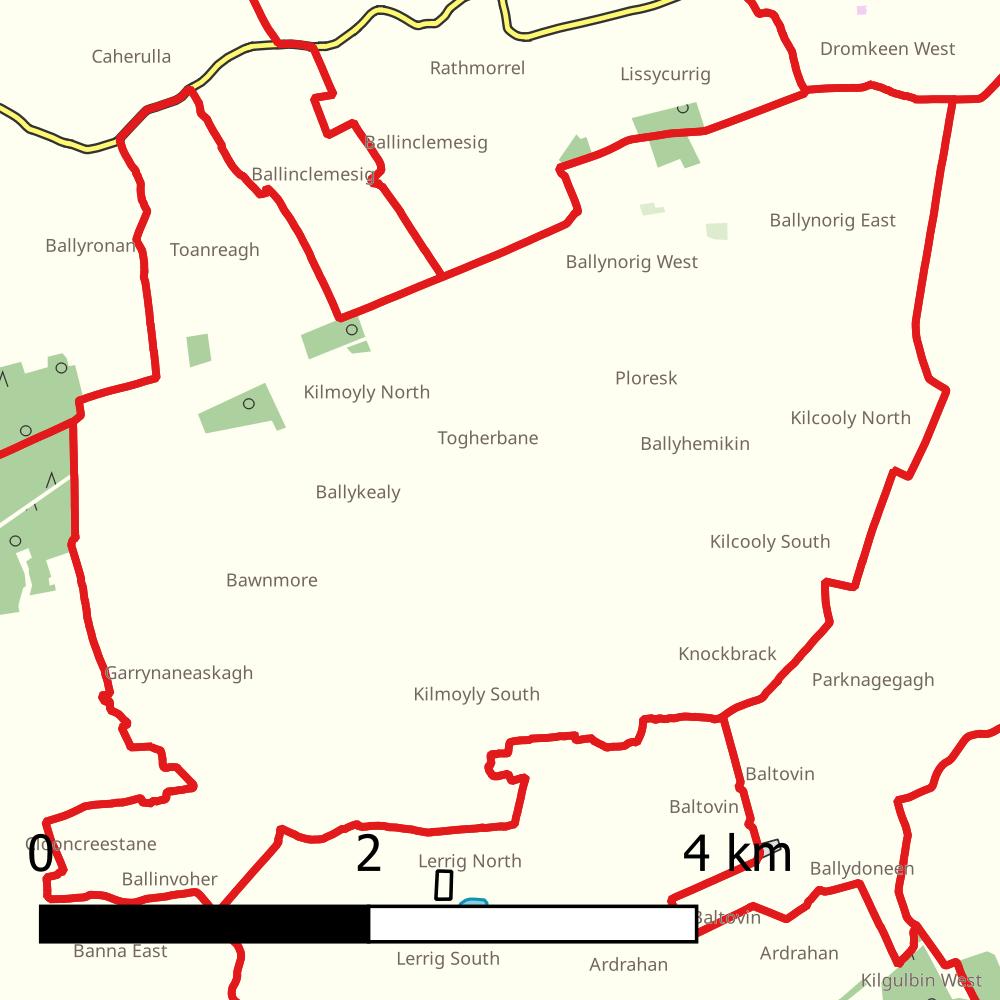 Dromkeen West
Caherulla
Rathmorrel
Lissycurrig
Ballinclemesig
Ballinclemesig
Ballynorig East
Ballyronan
Toanreagh
Ballynorig West
Ploresk
Kilmoyly North
Kilcooly North
Togherbane
Ballyhemikin
Ballykealy
Kilcooly South
Bawnmore
Knockbrack
Garrynaneaskagh
Parknagegagh
Kilmoyly South
Baltovin
Baltovin
Clooncreestane
0
2
4 km
Lerrig North
Ballydoneen
Ballinvoher
Baltovin
Banna East
Ardrahan
Lerrig South
Ardrahan
Kilgulbin West